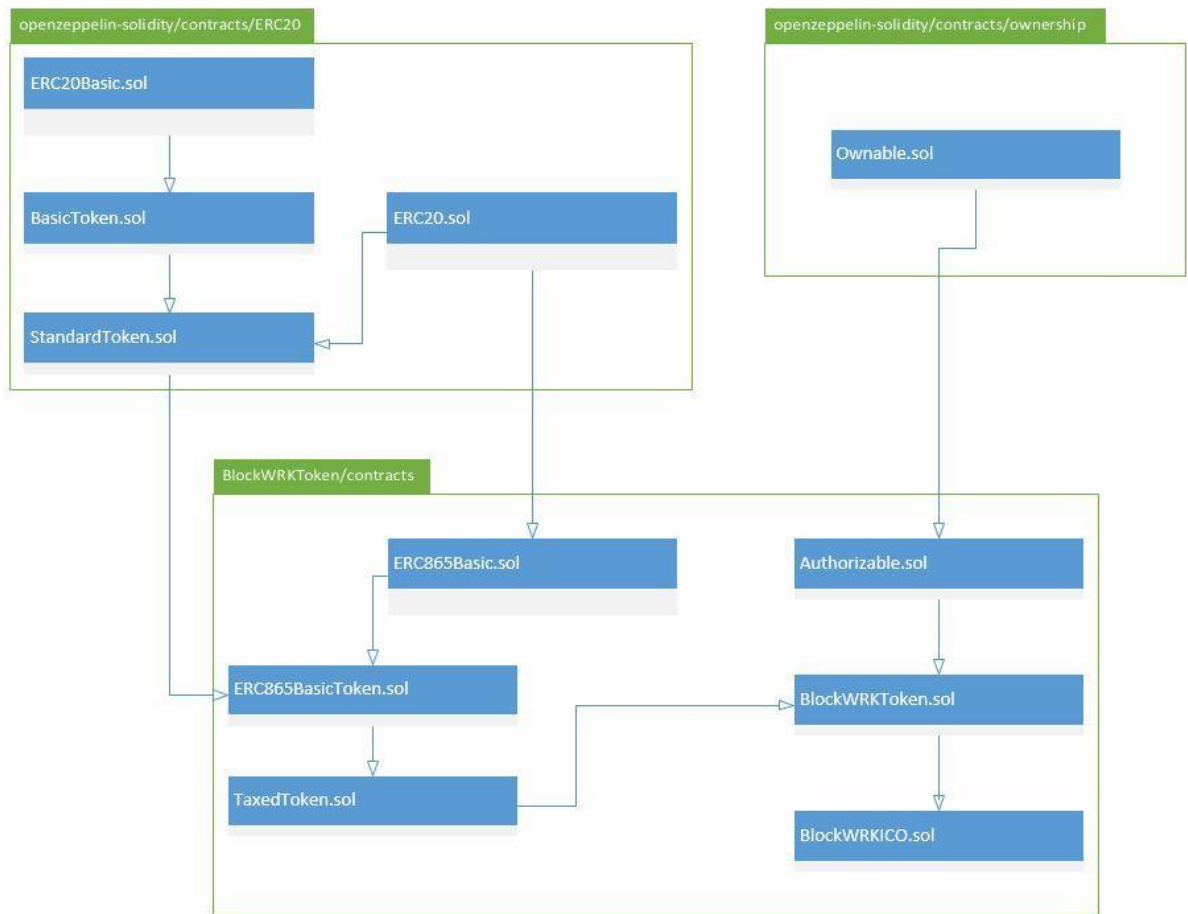 openzeppelin-solidity/contracts/ERC20
openzeppelin-solidity/contracts/ownership
ERC20Basic.sol
Ownable.sol
BasicToken.sol
ERC20.sol
StandardToken.sol
BlockWRKToken/contracts
ERC865Basic.sol
Authorizable.sol
ERC865BasicToken.sol
BlockWRKToken.sol
TaxedToken.sol
BlockWRKICO.sol